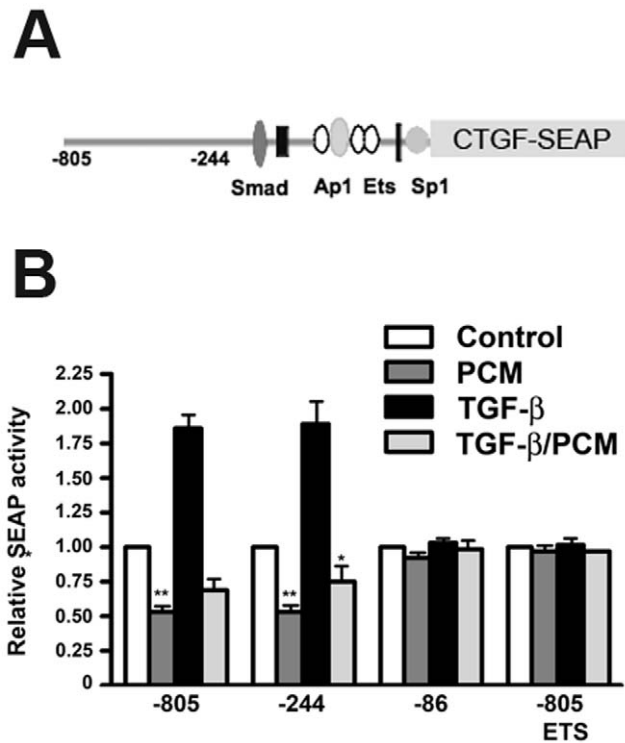 A
CTGF-SEAP
-805
-244
Smad
Ap1
Ets
Sp1
B
Control
PCM
TGF-β
TGF-β/PCM
Relative SEAP activity
*
2.25
2.00
1.75
1.50
1.25
1.00
0.75
0.50
0.25
0
**
**
*
-805
-244
-86
-805
ETS